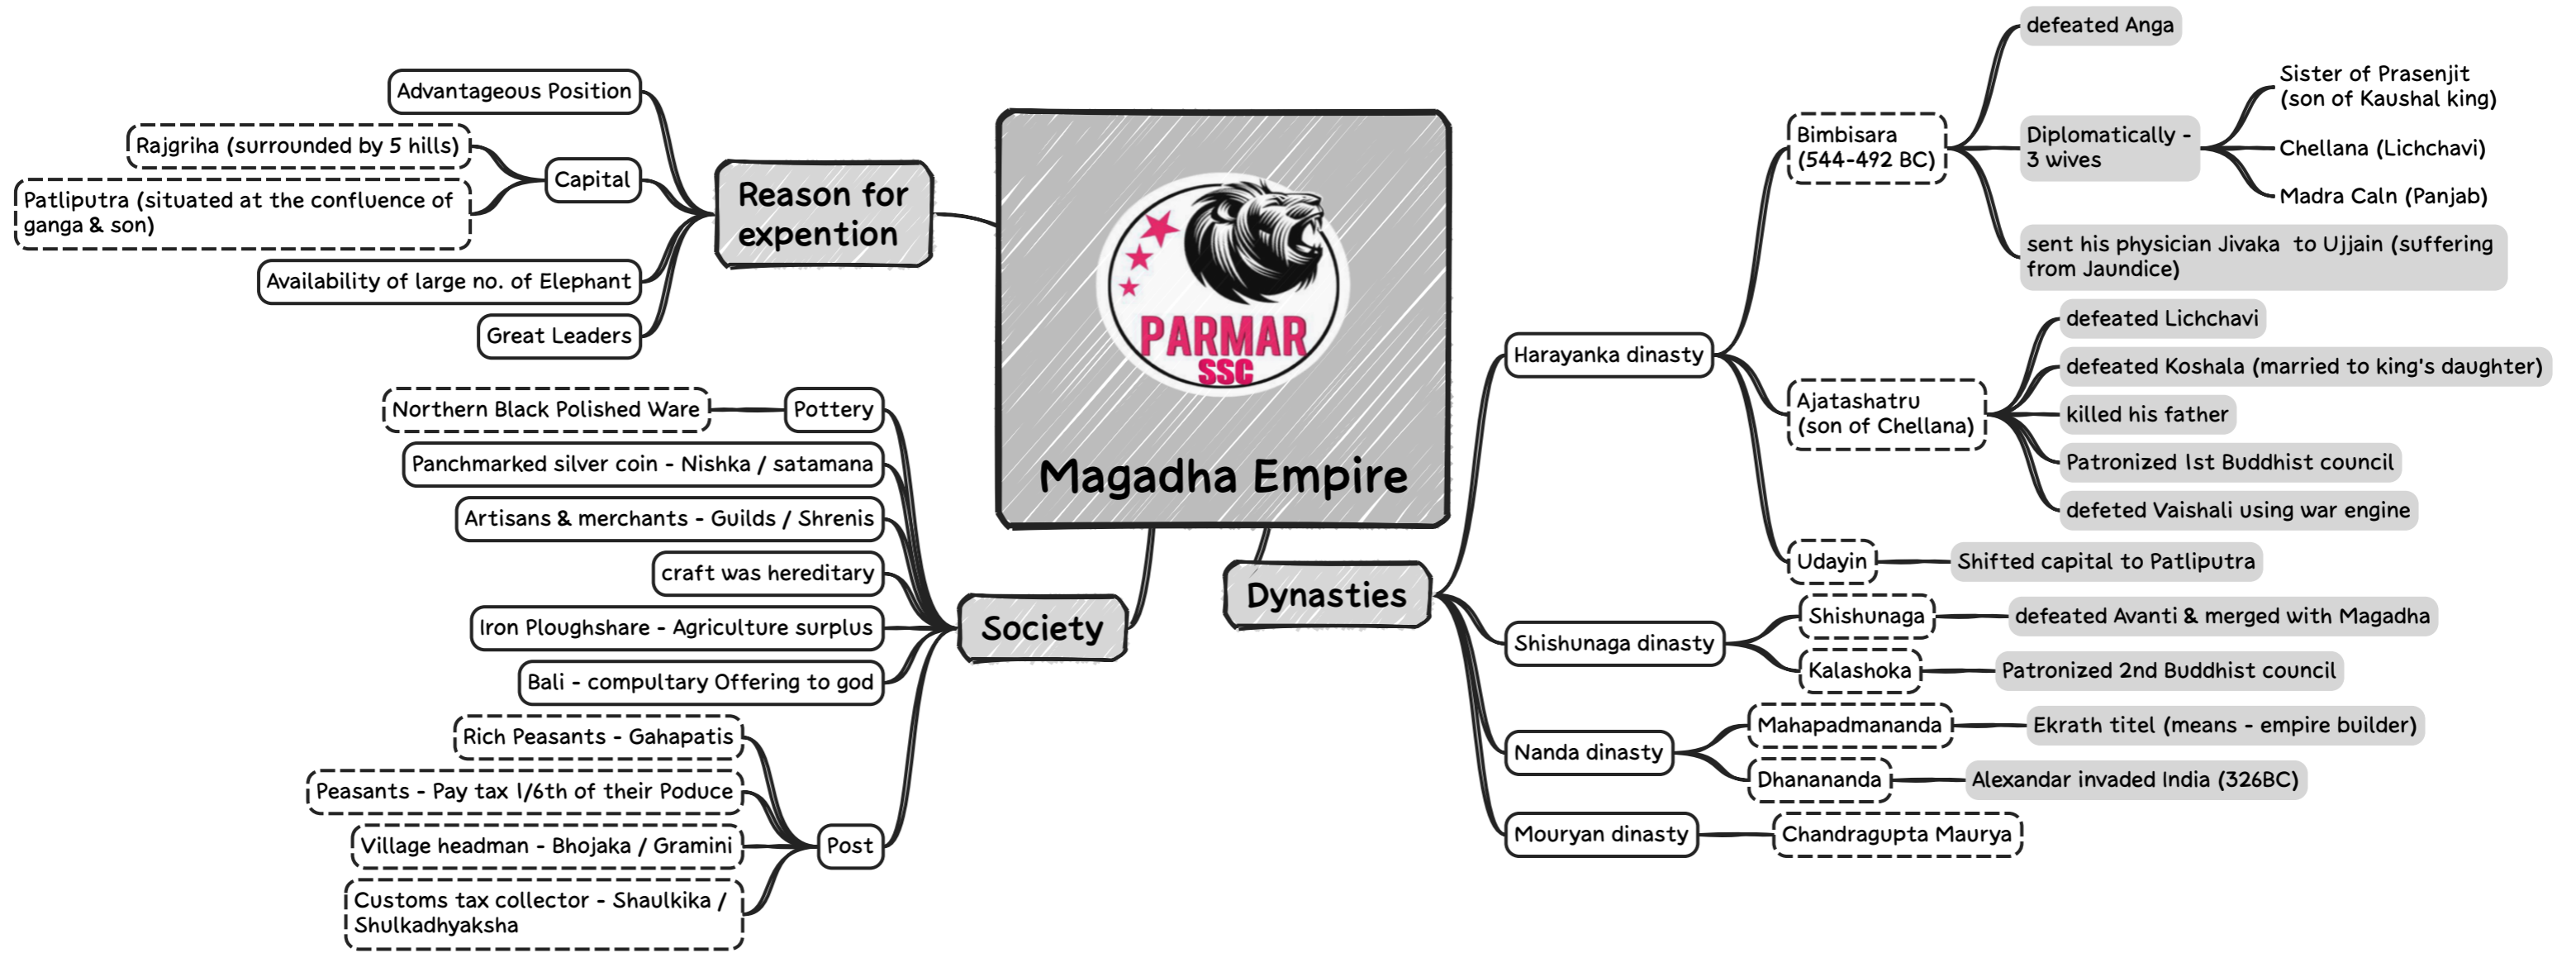 PARMAR
SSC
Magadha Empire
Reason for
expention
Advantageous Position
Capital
Rajgriha (surrounded by 5 hills)
Patliputra (situated at the confluence of
ganga & son)
Availability of large no. of Elephant
Great Leaders
Society
Pottery
Northern Black Polished Ware
Panchmarked silver coin - Nishka / satamana
Artisans & merchants - Guilds / Shrenis
craft was hereditary
Iron Ploughshare - Agriculture surplus
Bali - compultary Offering to god
Post
Rich Peasants - Gahapatis
Peasants - Pay tax 1/6th of their Poduce
Village headman - Bhojaka / Gramini
Customs tax collector - Shaulkika /
Shulkadhyaksha
Dynasties
Harayanka dinasty
Bimbisara
(544-492 BC)
defeated Anga
Diplomatically -
3 wives
Sister of Prasenjit
(son of Kaushal king)
Chellana (Lichchavi)
Madra Caln (Panjab)
sent his physician Jivaka  to Ujjain (suffering
from Jaundice)
Ajatashatru
(son of Chellana)
defeated Lichchavi
defeated Koshala (married to king's daughter)
killed his father
Patronized 1st Buddhist council
defeted Vaishali using war engine
Udayin
Shifted capital to Patliputra
Shishunaga dinasty
Shishunaga
defeated Avanti & merged with Magadha
Kalashoka
Patronized 2nd Buddhist council
Nanda dinasty
Mahapadmananda
Ekrath titel (means - empire builder)
Dhanananda
Alexandar invaded India (326BC)
Mouryan dinasty
Chandragupta Maurya